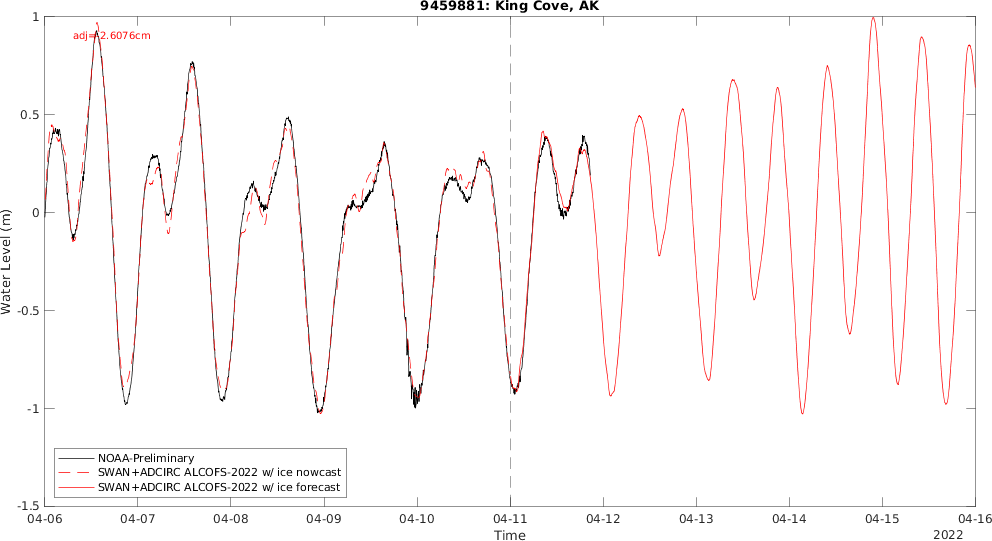 9459881: King Cove, AK
adj=-2.6076cm
Water Level (m)
1
0.5
0
-0.5
-1
-1.5
NOAA-Preliminary
SWAN+ADCIRC ALCOFS-2022 w/ ice nowcast
SWAN+ADCIRC ALCOFS-2022 w/ ice forecast
04-06 04-07 04-08 04-09 04-10 04-11 04-12 04-13 04-14 04-15 04-16
Time
2022